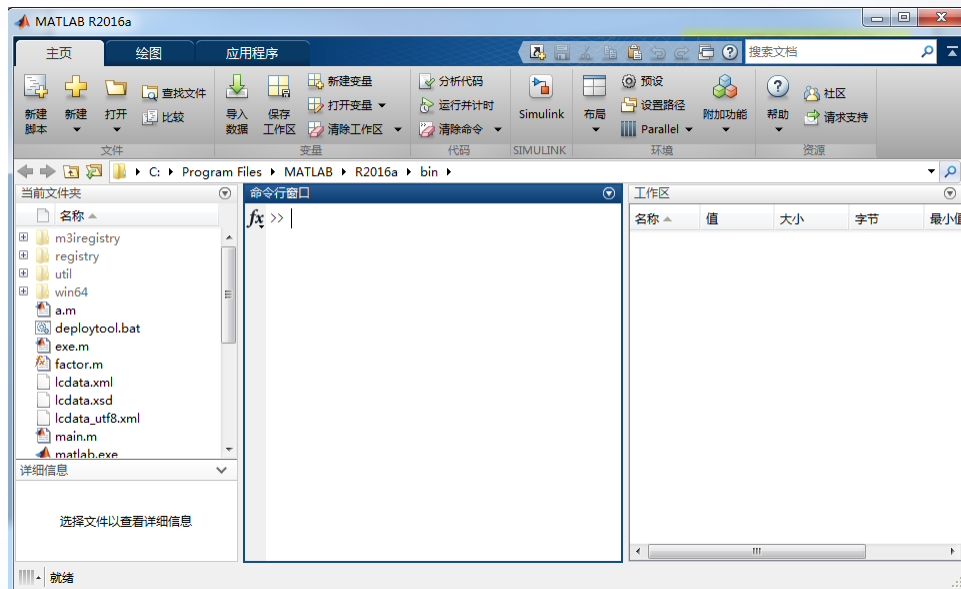 MATLAB R2016a
主页 绘图 应用程序 搜索文档
新建脚本 新建 打开 查找文件 比较 导入数据 保存工作区 新建变量 打开变量 清除工作区 分析代码 运行并计时 清除命令 Simulink 布局 预设 设置路径 Parallel 附加功能 帮助 社区 请求支持
文件 变量 代码 SIMULINK 环境 资源
C: Program Files MATLAB R2016a bin
当前文件夹 命令行窗口 工作区
名称 fx >> 名称 值 大小 字节 最小值
m3iregistry
registry
util
win64
a.m
deploytool.bat
exe.m
factor.m
lcdata.xml
lcdata.xsd
lcdata_utf8.xml
main.m
matlab.exe
详细信息
选择文件以查看详细信息
就绪